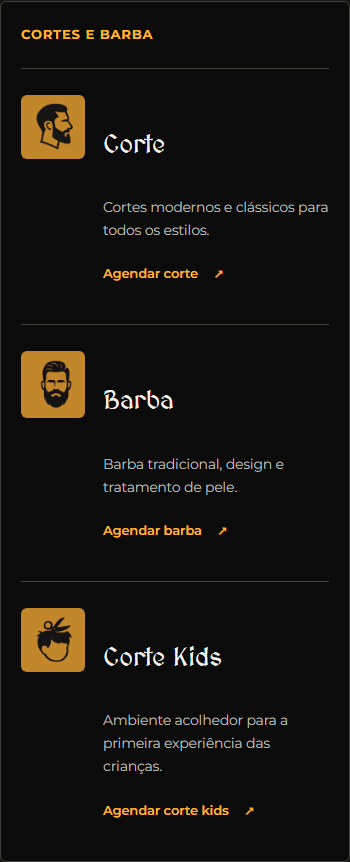 CORTES E BARBA
Corte
Cortes modernos e clássicos para
todos os estilos.
Agendar corte ↗
Barba
Barba tradicional, design e
tratamento de pele.
Agendar barba ↗
Corte Kids
Ambiente acolhedor para a
primeira experiência das
crianças.
Agendar corte kids ↗